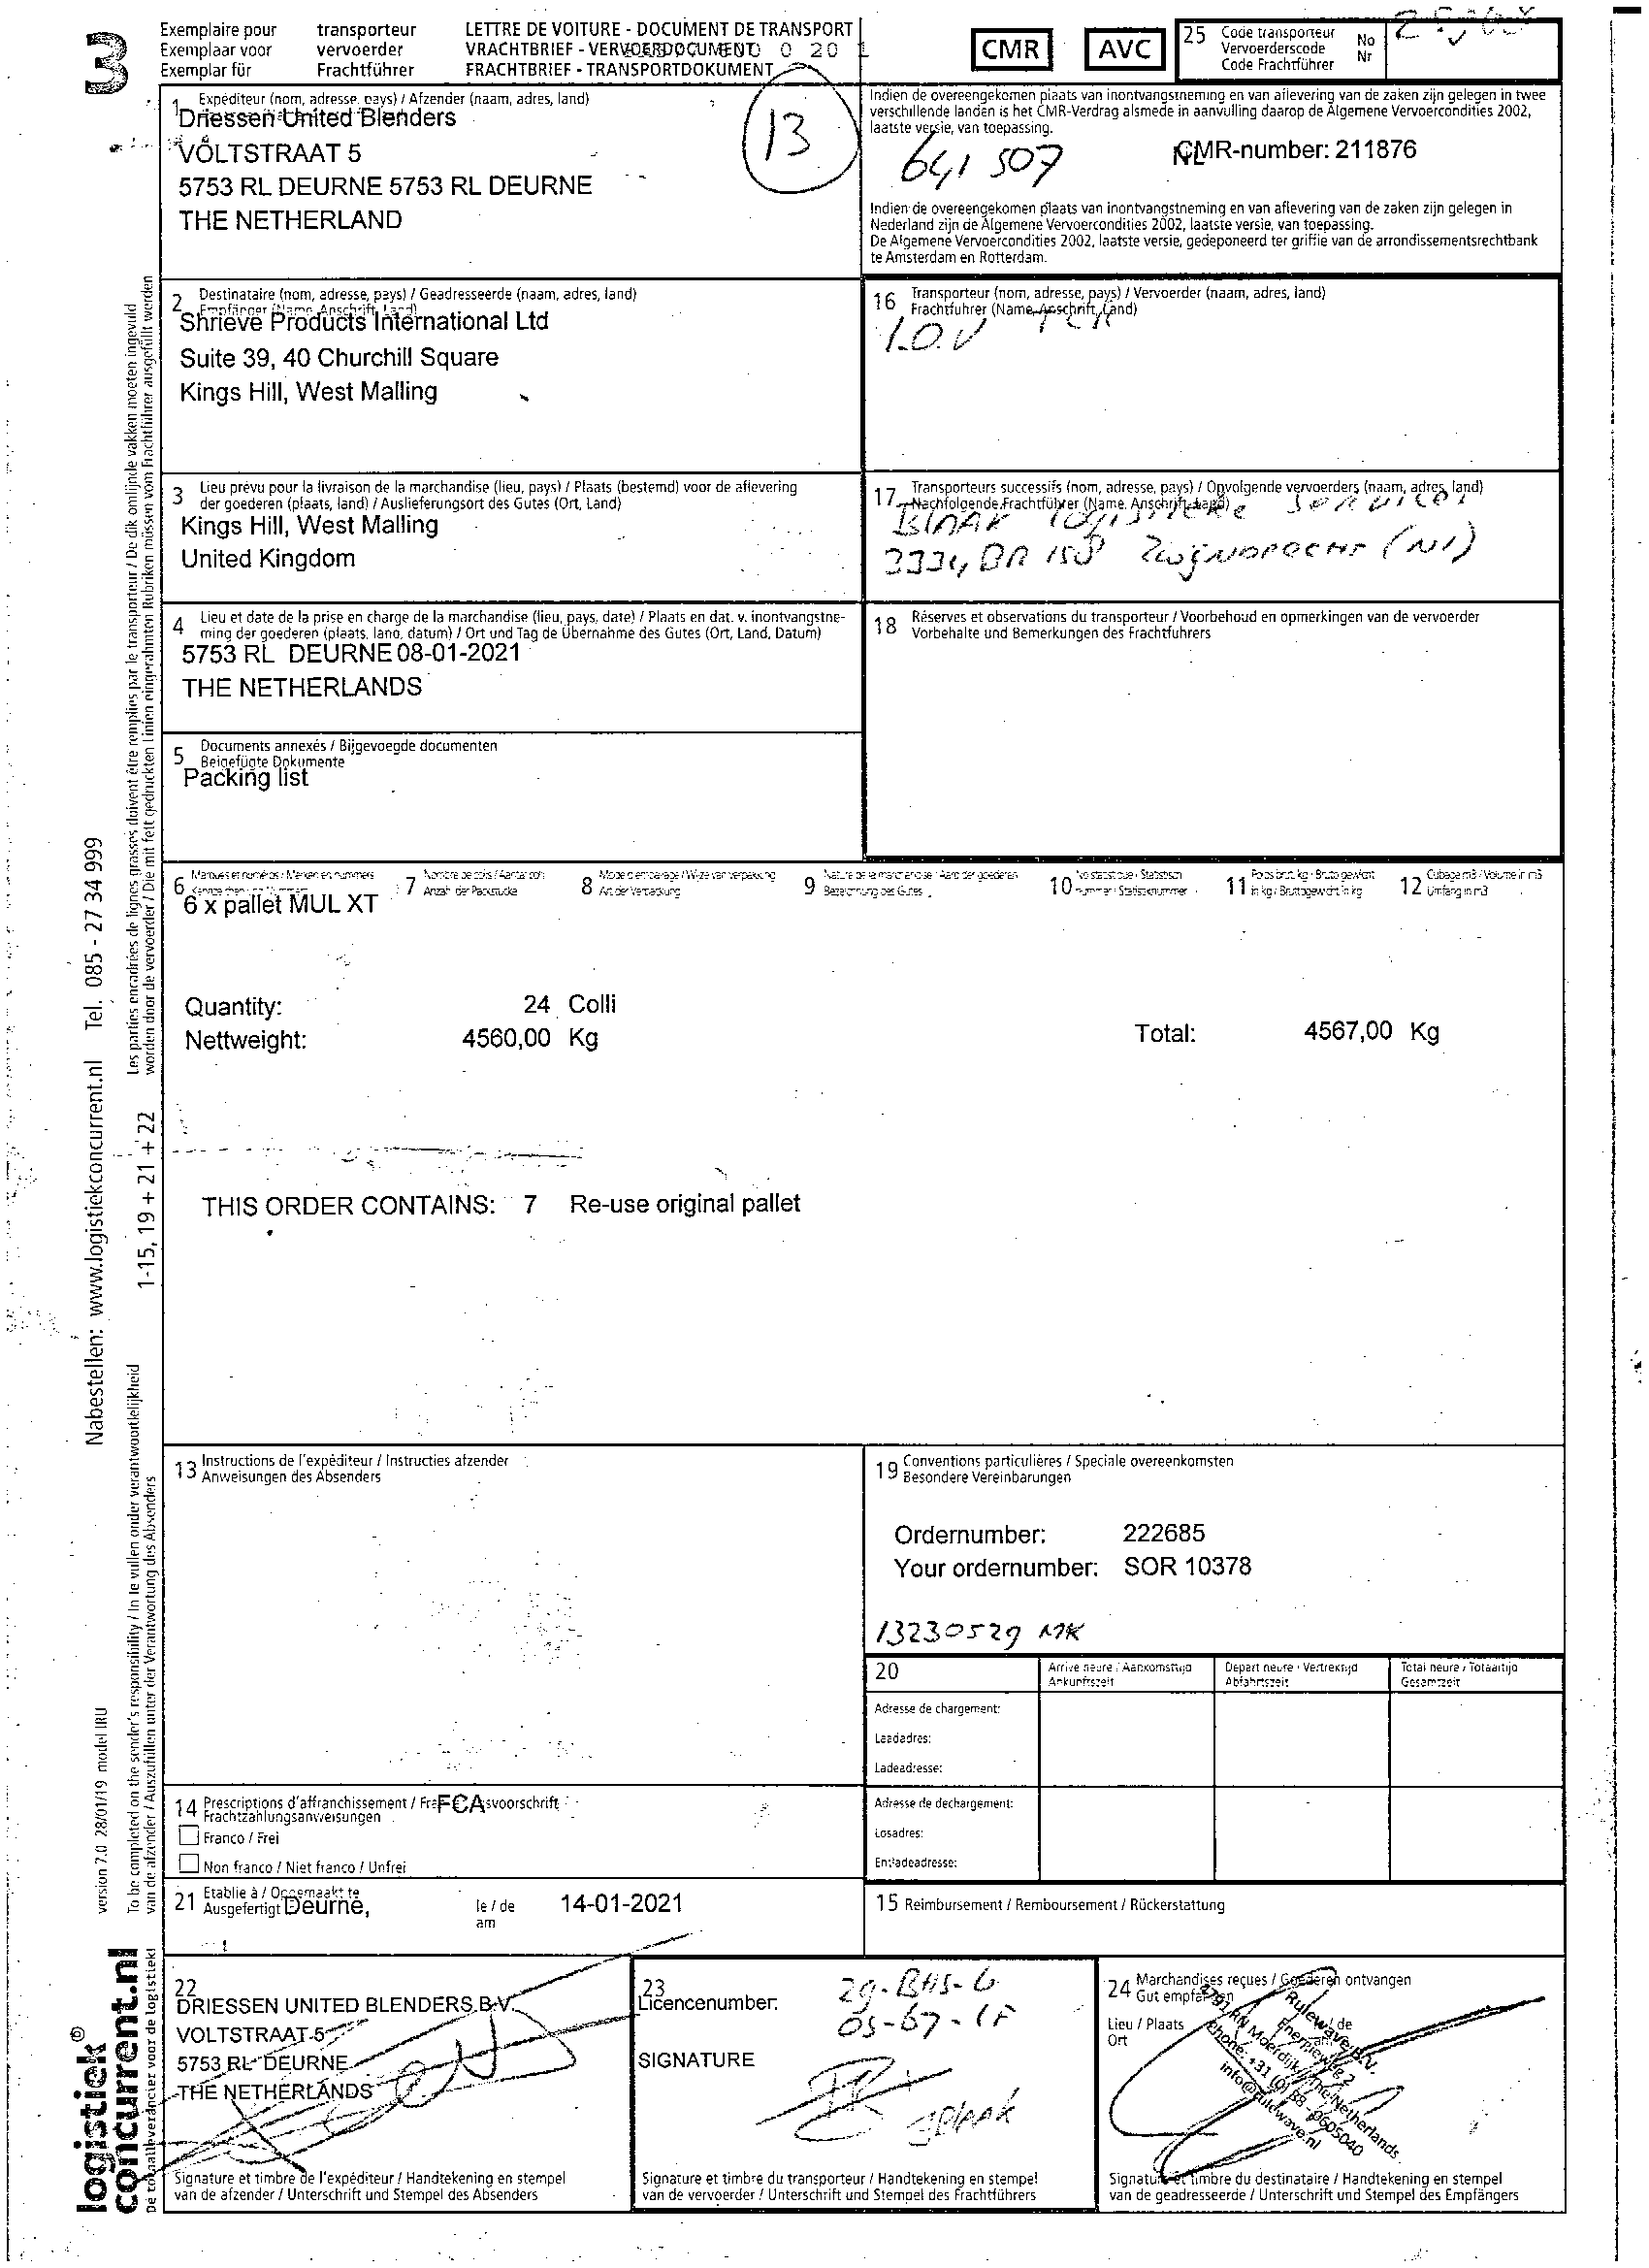 3
Exemplaire pour transporteur
Exemplaar voor vervoerder
Exemplar für Frachtführer
LETTRE DE VOITURE - DOCUMENT DE TRANSPORT
VRACHTBRIEF - VERVOERDOCUMENT 0 20 1
FRACHTBRIEF - TRANSPORTDOKUMENT
CMR
AVC
25 Code transporteur
Vervoerderscode
Code Frachtführer
No
Nr
1 Expéditeur (nom, adresse, pays) / Afzender (naam, adres, land)
Driessen United Blenders
VOLTSTRAAT 5
5753 RL DEURNE 5753 RL DEURNE
THE NETHERLAND
13
Indien de overeengekomen plaats van inontvangstneming en van aflevering van de zaken zijn gelegen in twee
verschillende landen is het CMR-Verdrag alsmede in aanvulling daarop de Algemene Vervoercondities 2002,
laatste versie, van toepassing.
641 507
CMR-number: 211876
Indien de overeengekomen plaats van inontvangstneming en van aflevering van de zaken zijn gelegen in
Nederland zijn de Algemene Vervoercondities 2002, laatste versie, van toepassing.
De Algemene Vervoercondities 2002, laatste versie, gedeponeerd ter griffie van de arrondissementsrechtbank
te Amsterdam en Rotterdam.
2 Destinataire (nom, adresse, pays) / Geadresseerde (naam, adres, land)
Empfänger (Name, Anschrift, Land)
Shrieve Products International Ltd
Suite 39, 40 Churchill Square
Kings Hill, West Malling
16 Transporteur (nom, adresse, pays) / Vervoerder (naam, adres, land)
Frachtführer (Name, Anschrift, Land)
I.O.V TCR
3 Lieu prévu pour la livraison de la marchandise (lieu, pays) / Plaats (bestemd) voor de aflevering
der goederen (plaats, land) / Auslieferungsort des Gutes (Ort, Land)
Kings Hill, West Malling
United Kingdom
17 Transporteurs successifs (nom, adresse, pays) / Opvolgende vervoerders (naam, adres, land)
Nachfolgende Frachtführer (Name, Anschrift, Land)
4 Lieu et date de la prise en charge de la marchandise (lieu, pays, date) / Plaats en dat. v. inontvangstne-
ming der goederen (plaats, land, datum) / Ort und Tag de Übernahme des Gutes (Ort, Land, Datum)
5753 RL DEURNE 08-01-2021
THE NETHERLANDS
18 Réserves et observations du transporteur / Voorbehoud en opmerkingen van de vervoerder
Vorbehalte und Bemerkungen des Frachtführers
5 Documents annexés / Bijgevoegde documenten
Beigefügte Dokumente
Packing list
6 Marques et numéros / Merken en nummers
7 Nombre de colis / Aantal colli
Anzahl der Packstücke
8 Mode d'emballage / Wijze van verpakking
Art der Verpackung
9 Nature de la marchandise / Aard der goederen
Bezeichnung des Gutes
10 No statistique / Statistisch
nummer / Statistiknummer
11 Poids brut, kg / Bruto gewicht
in kg / Bruttogewicht in kg
12 Cubage m3 / Volume in m3
Umfang in m3
6 x pallet MUL XT
Quantity: 24 Colli
Nettweight: 4560,00 Kg
Total: 4567,00 Kg
THIS ORDER CONTAINS: 7 Re-use original pallet
13 Instructions de l'expéditeur / Instructies afzender
Anweisungen des Absenders
19 Conventions particulières / Speciale overeenkomsten
Besondere Vereinbarungen
Ordernumber: 222685
Your ordernumber: SOR 10378
13230529 MK
20
Arrive heure / Aankomsttijd
Ankunftszeit
Depart heure / Vertrektijd
Abfahrtszeit
Total heure / Totaaltijd
Gesamtzeit
Adresse de chargement:
Laadadres:
Ladeadresse:
Adresse de dechargement:
Losadres:
Entladeadresse:
14 Prescriptions d'affranchissement / FCA svoorschrift
Frachtzahlungsanweisungen
Franco / Frei
Non franco / Niet franco / Unfrei
21 Etablie à / Opgemaakt te
Ausgefertigt Deurne,
le / de
am
14-01-2021
15 Reimbursement / Remboursement / Rückerstattung
22
DRIESSEN UNITED BLENDERS B.V.
VOLTSTRAAT 5
5753 RL DEURNE
THE NETHERLANDS
Signature et timbre de l'expéditeur / Handtekening en stempel
van de afzender / Unterschrift und Stempel des Absenders
23
Licencenumber: 29-BHS-6
05-67-1F
SIGNATURE
Signature et timbre du transporteur / Handtekening en stempel
van de vervoerder / Unterschrift und Stempel des Frachtführers
24 Marchandises reçues / Goederen ontvangen
Gut empfangen
Lieu / Plaats
Ort
Rulewave B.V.
Energieweg 2
4791 RN Moerdijk, The Netherlands
Phone: +31 (0) 88 - 0605040
info@rulewave.nl
Signature et timbre du destinataire / Handtekening en stempel
van de geadresseerde / Unterschrift und Stempel des Empfängers
Les parties encadrées de lignes grasses doivent être remplies par le transporteur / De dik omlijnde vakken moeten ingevuld
worden door de vervoerder / Die mit fett gedruckten Linien eingerahmten Rubriken müssen vom Frachtführer ausgefüllt werden
1-15, 19 + 21 + 22
To be completed on the sender's responsibility / In te vullen onder verantwoordelijkheid
van de afzender / Auszufüllen unter der Verantwortung des Absenders
Nabestellen: www.logistiekconcurrent.nl Tel. 085 - 27 34 999
version 7.0 28/01/19 model IRU
logistiek
concurrent.nl
De totaalleverancier voor de logistiek!